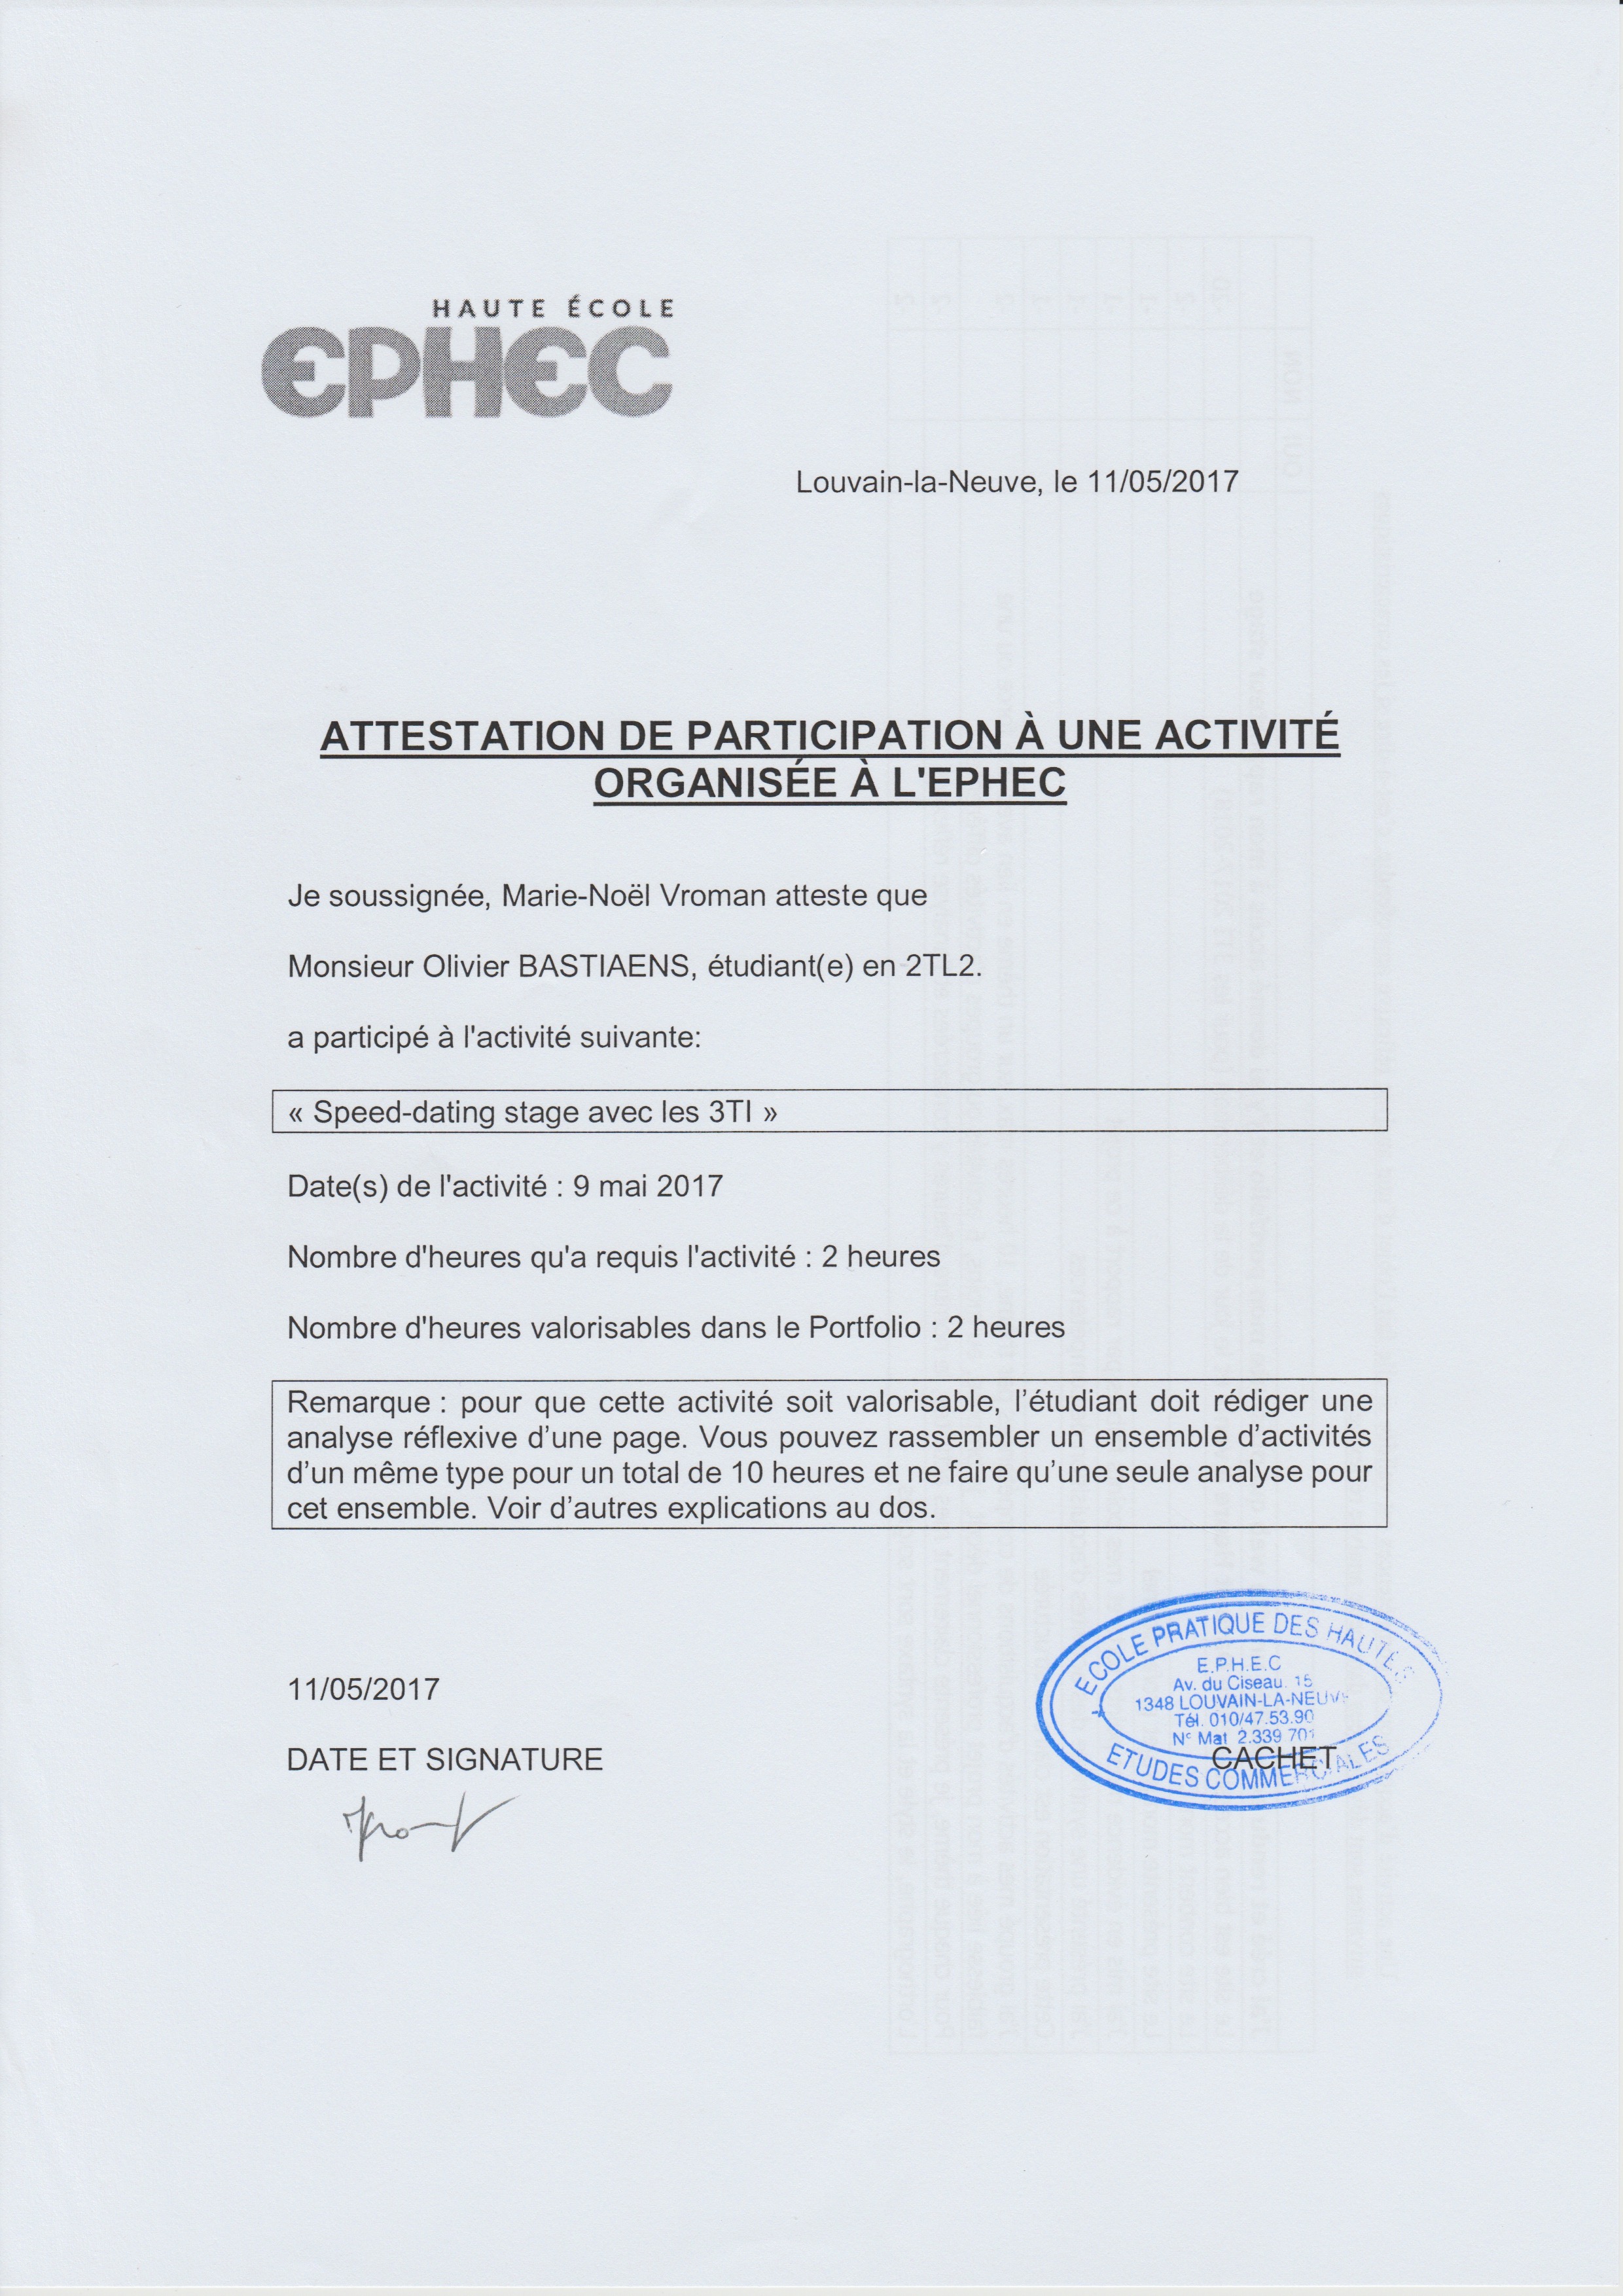 HAUTE ÉCOLE
EPHEC
Louvain-la-Neuve, le 11/05/2017
ATTESTATION DE PARTICIPATION À UNE ACTIVITÉ
ORGANISÉE À L'EPHEC
Je soussignée, Marie-Noël Vroman atteste que
Monsieur Olivier BASTIAENS, étudiant(e) en 2TL2.
a participé à l'activité suivante:
« Speed-dating stage avec les 3TI »
Date(s) de l'activité : 9 mai 2017
Nombre d'heures qu'a requis l'activité : 2 heures
Nombre d'heures valorisables dans le Portfolio : 2 heures
Remarque : pour que cette activité soit valorisable, l’étudiant doit rédiger une
analyse réflexive d’une page. Vous pouvez rassembler un ensemble d’activités
d’un même type pour un total de 10 heures et ne faire qu’une seule analyse pour
cet ensemble. Voir d’autres explications au dos.
ECOLE PRATIQUE DES HAUTES
E.P.H.E.C
Av. du Ciseau. 15
1348 LOUVAIN-LA-NEUVE
Tél. 010/47.53.90
N° Mat 2.339 701
ETUDES COMMERCIALES
11/05/2017
DATE ET SIGNATURE
CACHET